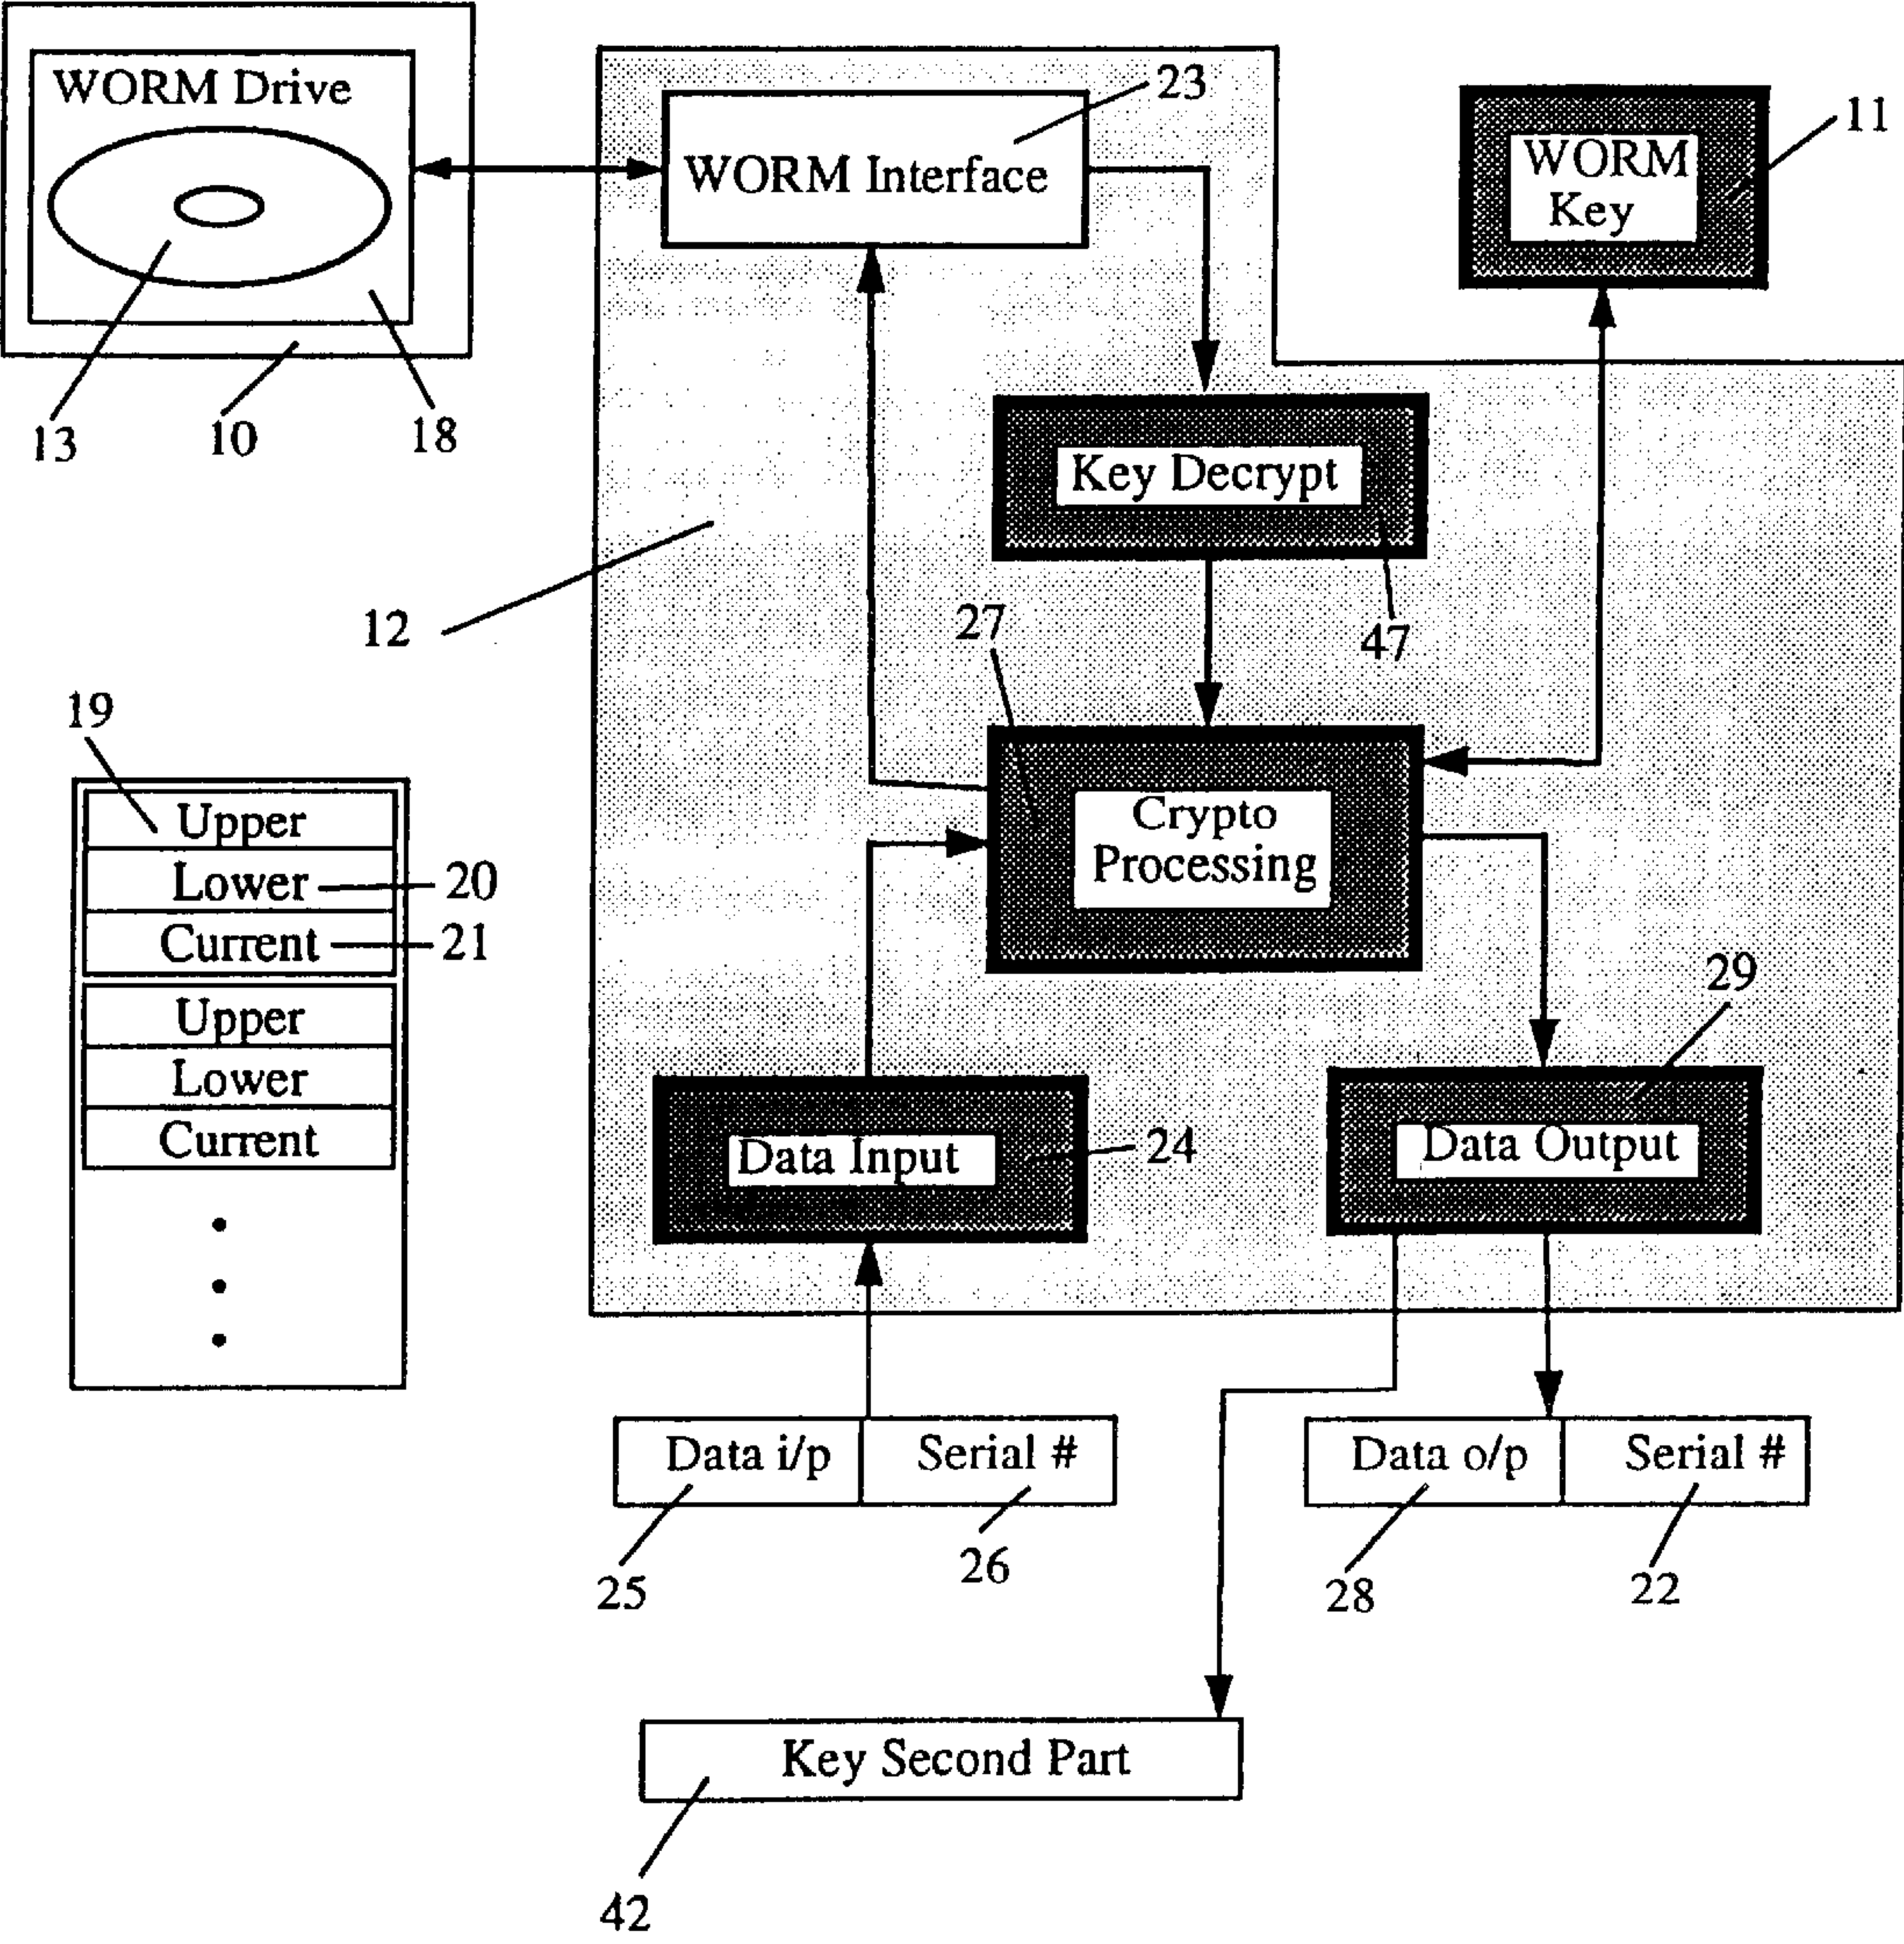 WORM Drive
13
10
18
23
WORM Interface
WORM
Key
11
Key Decrypt
47
12
27
Crypto
Processing
19
Upper
Lower
20
Current
21
Upper
Lower
Current
Data Input
24
29
Data Output
Data i/p
Serial #
25
26
Data o/p
Serial #
28
22
Key Second Part
42